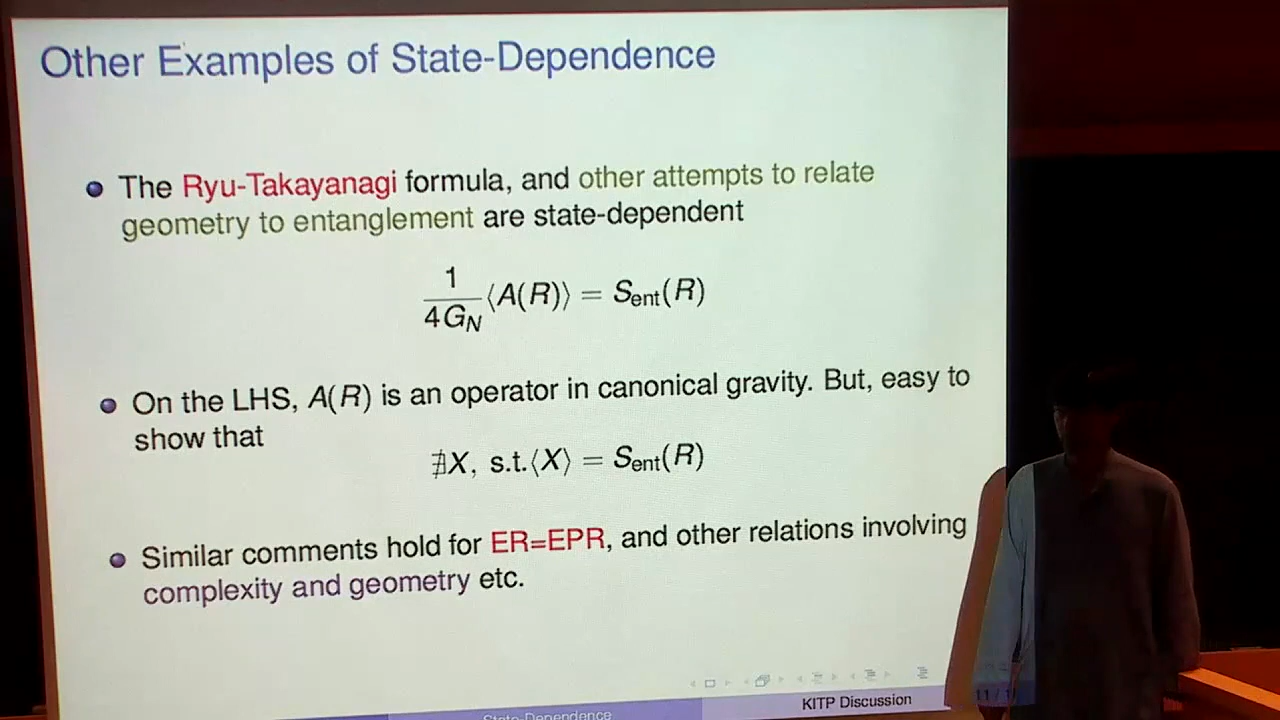 Other Examples of State-Dependence
The Ryu-Takayanagi formula, and other attempts to relate
geometry to entanglement are state-dependent
1/4G_N ⟨A(R)⟩ = S_ent(R)
On the LHS, A(R) is an operator in canonical gravity. But, easy to
show that
∄X, s.t.⟨X⟩ = S_ent(R)
Similar comments hold for ER=EPR, and other relations involving
complexity and geometry etc.
State-Dependence
KITP Discussion
11 /